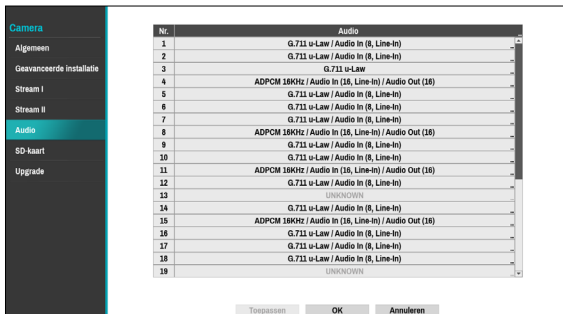 Camera
Algemeen
Geavanceerde installatie
Stream I
Stream II
Audio
SD-kaart
Upgrade
Nr. Audio
1 G.711 u-Law / Audio In (8, Line-In)
2 G.711 u-Law / Audio In (8, Line-In)
3 G.711 u-Law
4 ADPCM 16KHz / Audio In (16, Line-In) / Audio Out (16)
5 G.711 u-Law / Audio In (8, Line-In)
6 G.711 u-Law / Audio In (8, Line-In)
7 G.711 u-Law / Audio In (8, Line-In)
8 ADPCM 16KHz / Audio In (16, Line-In) / Audio Out (16)
9 G.711 u-Law / Audio In (8, Line-In)
10 G.711 u-Law / Audio In (8, Line-In)
11 ADPCM 16KHz / Audio In (16, Line-In) / Audio Out (16)
12 G.711 u-Law / Audio In (8, Line-In)
13 UNKNOWN
14 G.711 u-Law / Audio In (8, Line-In)
15 ADPCM 16KHz / Audio In (16, Line-In) / Audio Out (16)
16 G.711 u-Law / Audio In (8, Line-In)
17 G.711 u-Law / Audio In (8, Line-In)
18 G.711 u-Law / Audio In (8, Line-In)
19 UNKNOWN
Toepassen OK Annuleren